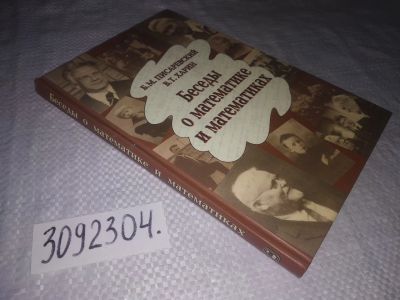 Б.М. ПИСАРЕВСКИЙ
В.Т. ХАРИН
Беседы
о математике
и математиках
Беседы о математике и математиках
3092304.